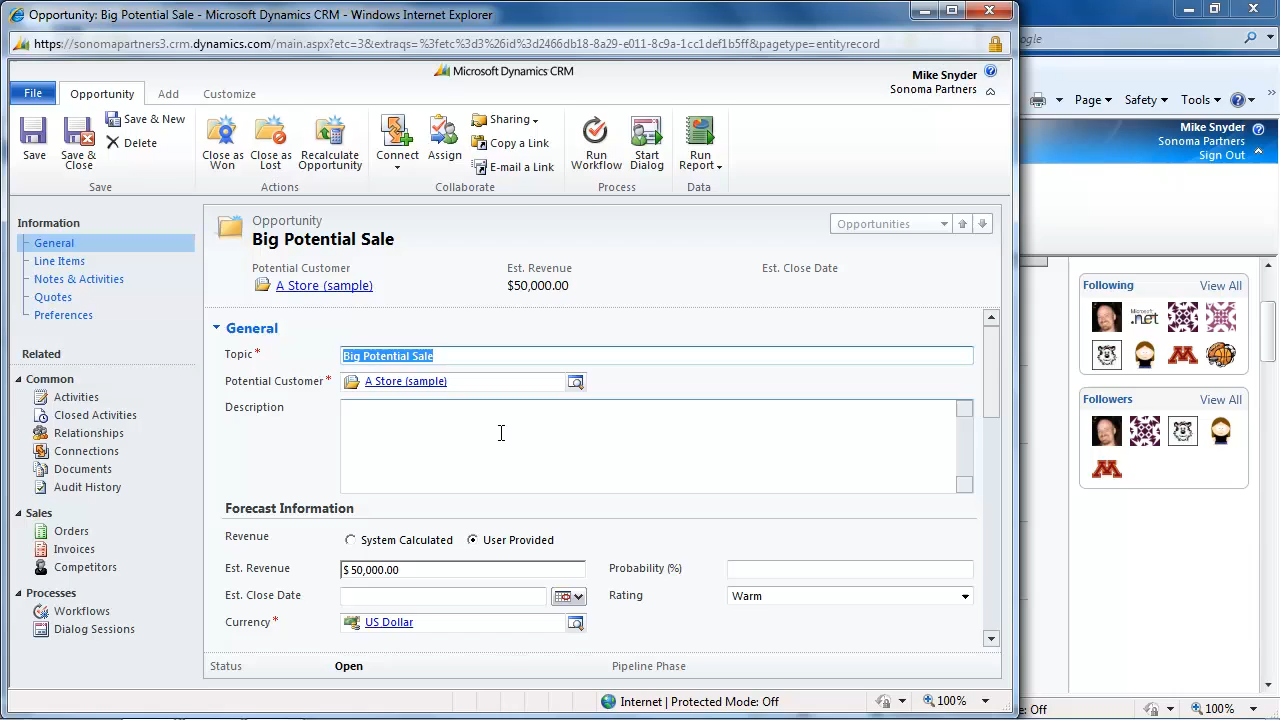 Opportunity: Big Potential Sale - Microsoft Dynamics CRM - Windows Internet Explorer
https://sonomapartners3.crm.dynamics.com/main.aspx?etc=3&extraqs=%3fetc%3d3%26id%3d2466db18-8a29-e011-8c9a-1cc1def1b5ff&pagetype=entityrecord
Microsoft Dynamics CRM
Mike Snyder
Sonoma Partners
File Opportunity Add Customize
Save
Save & Close
Save & New
Delete
Save
Close as Won
Close as Lost
Recalculate Opportunity
Actions
Connect
Assign
Sharing
Copy a Link
E-mail a Link
Collaborate
Run Workflow
Start Dialog
Process
Run Report
Data
Page Safety Tools
Mike Snyder
Sonoma Partners
Sign Out
Information
General
Line Items
Notes & Activities
Quotes
Preferences
Related
Common
Activities
Closed Activities
Relationships
Connections
Documents
Audit History
Sales
Orders
Invoices
Competitors
Processes
Workflows
Dialog Sessions
Opportunity
Big Potential Sale
Opportunities
Potential Customer Est. Revenue Est. Close Date
A Store (sample) $50,000.00
General
Topic* Big Potential Sale
Potential Customer* A Store (sample)
Description
Forecast Information
Revenue System Calculated User Provided
Est. Revenue $ 50,000.00 Probability (%)
Est. Close Date Rating Warm
Currency* US Dollar
Status Open Pipeline Phase
Internet | Protected Mode: Off 100%
Following View All
Microsoft .net
Followers View All
e: Off 100%